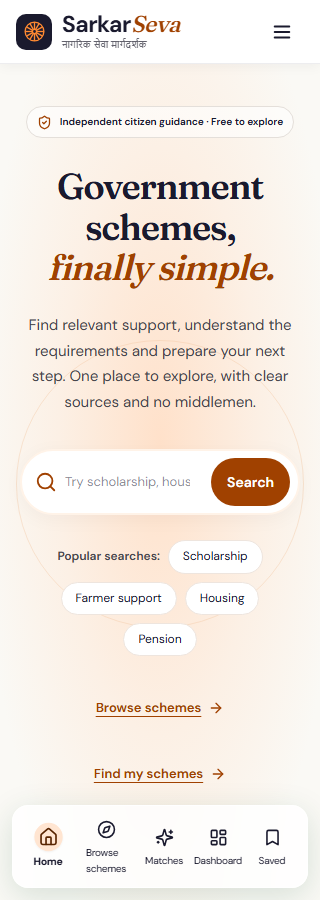 SarkarSeva
नागरिक सेवा मार्गदर्शक
Independent citizen guidance · Free to explore
Government
schemes,
finally simple.
Find relevant support, understand the
requirements and prepare your next
step. One place to explore, with clear
sources and no middlemen.
Try scholarship, hous
Search
Popular searches:
Scholarship
Farmer support
Housing
Pension
Browse schemes
Find my schemes
Home
Browse
schemes
Matches
Dashboard
Saved